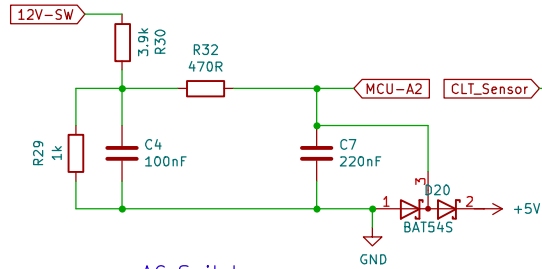 12V-SW
3.9k
R30
R32
470R
MCU-A2
CLT_Sensor
R29
1k
C4
100nF
C7
220nF
3
D20
1
2
+5V
BAT54S
GND